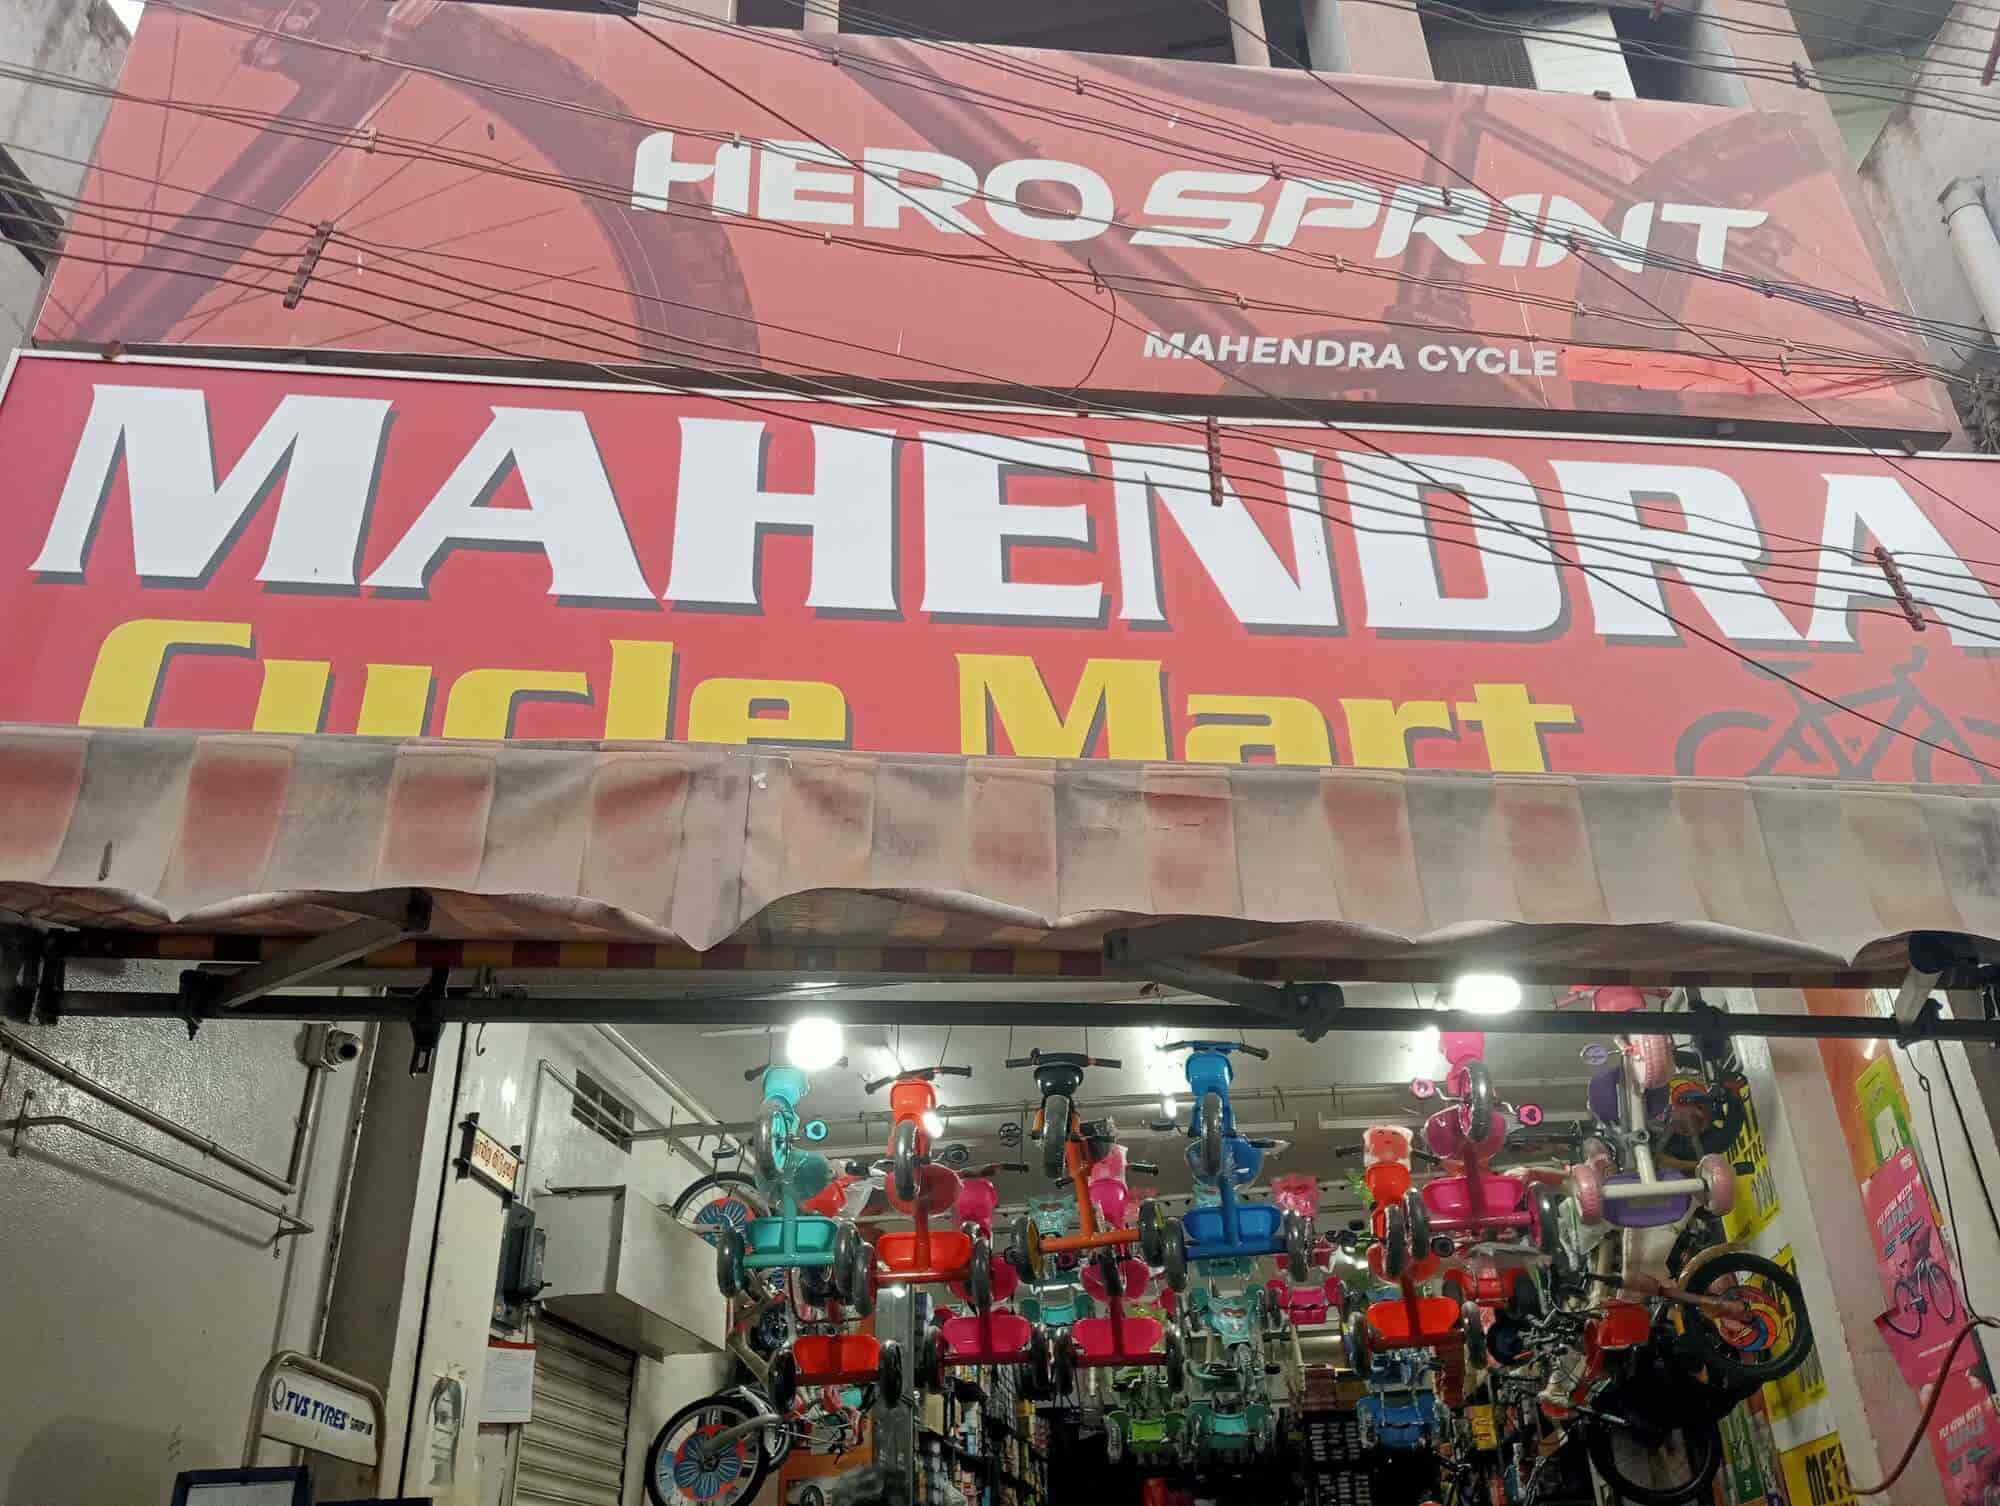 HERO SPRINT
MAHENDRA CYCLE
MAHENDRA
Cycle Mart
TVS TYRES